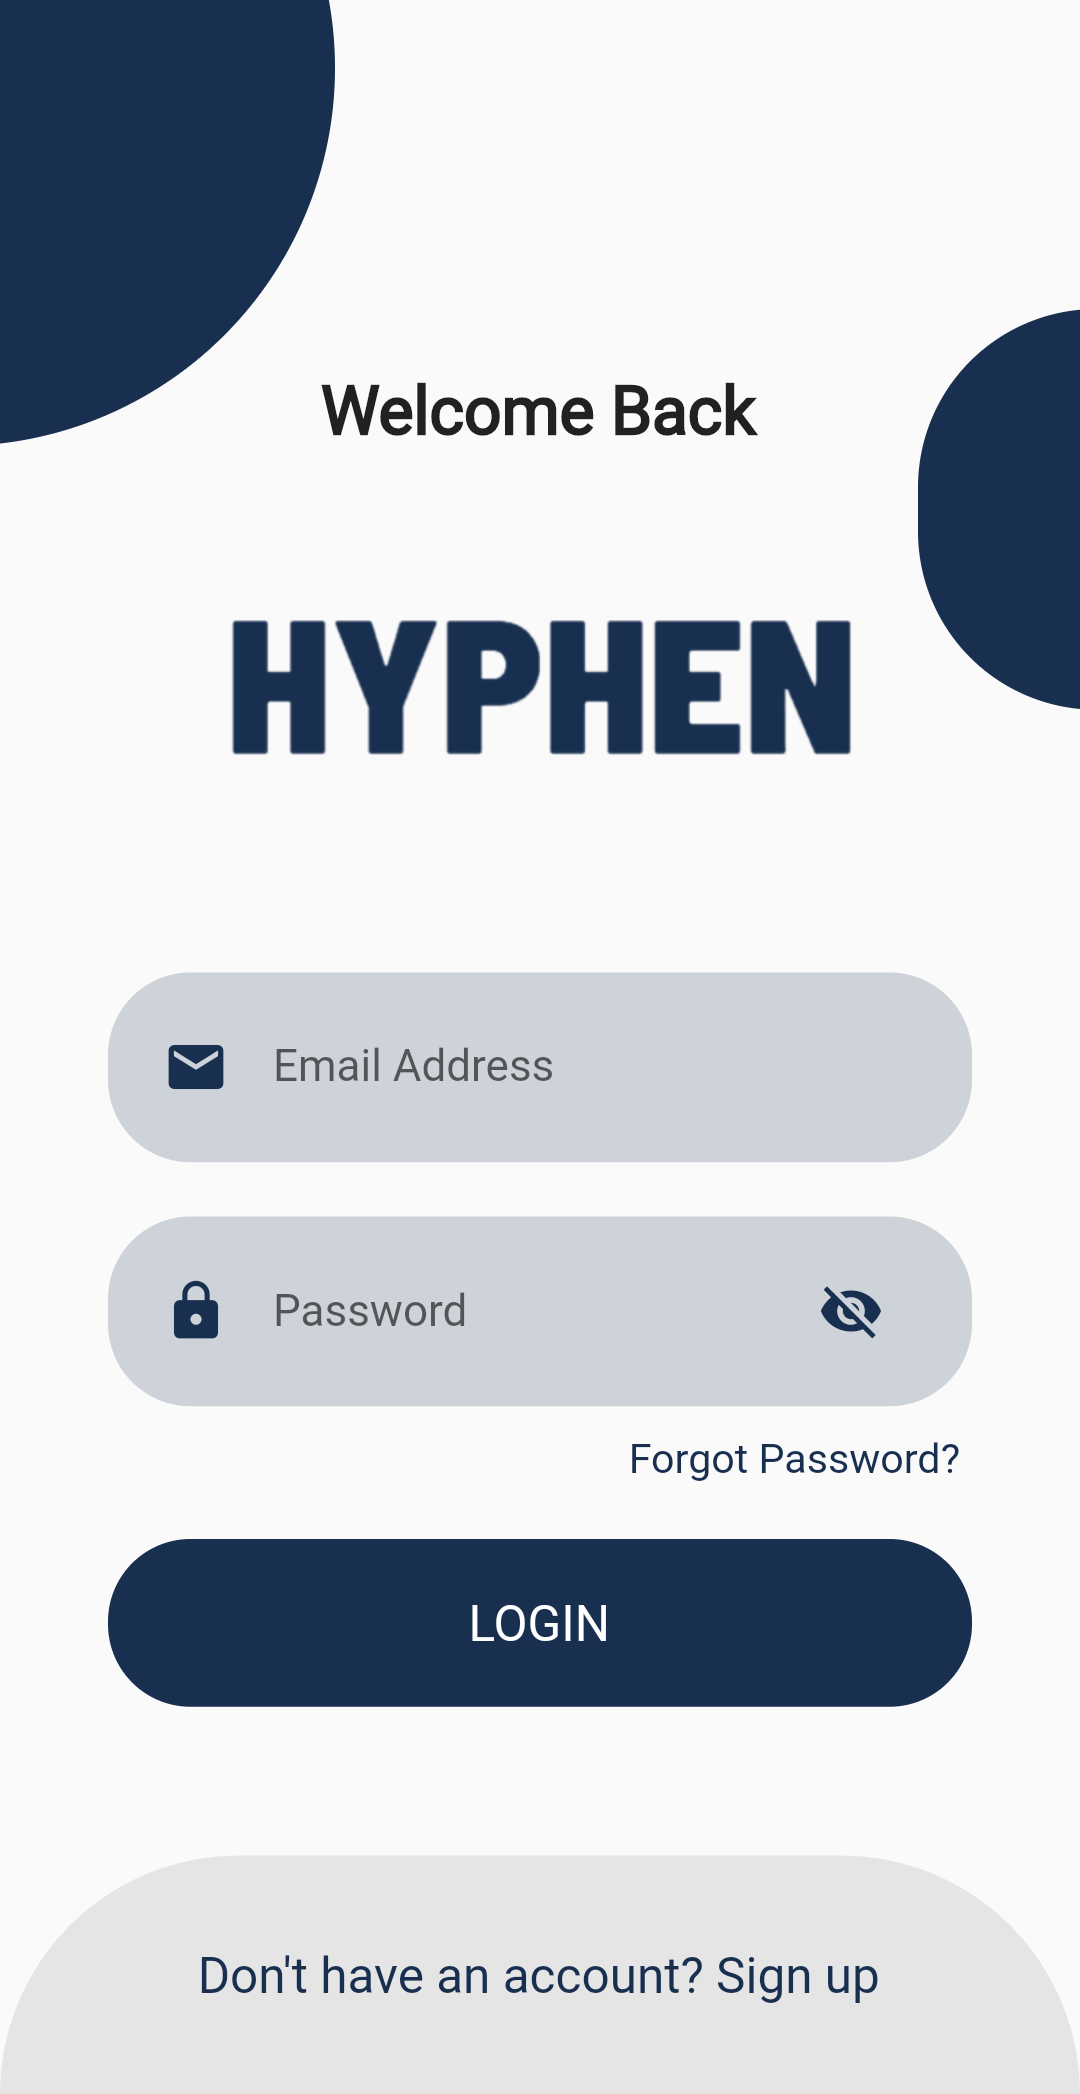 Welcome Back
HYPHEN
Email Address
Password
Forgot Password?
LOGIN
Don't have an account? Sign up